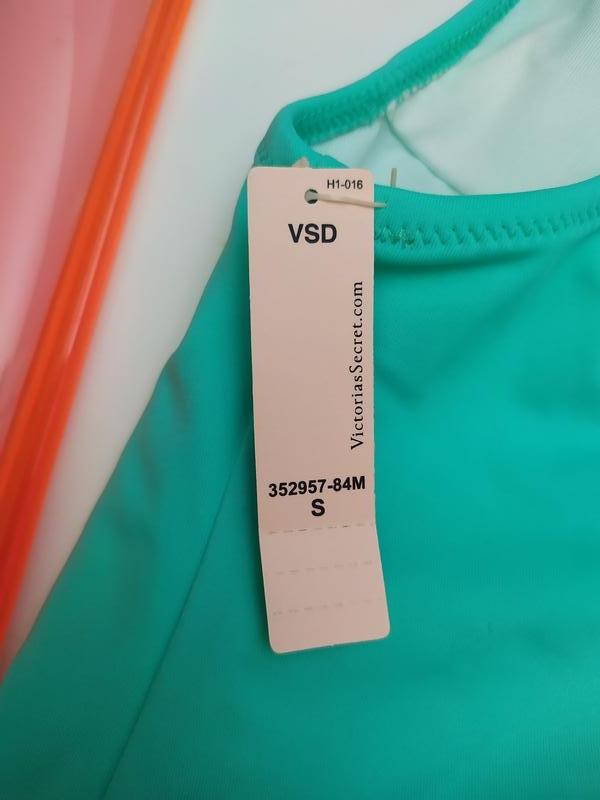 H1-016
VSD
VictoriasSecret.com
352957-84M
S